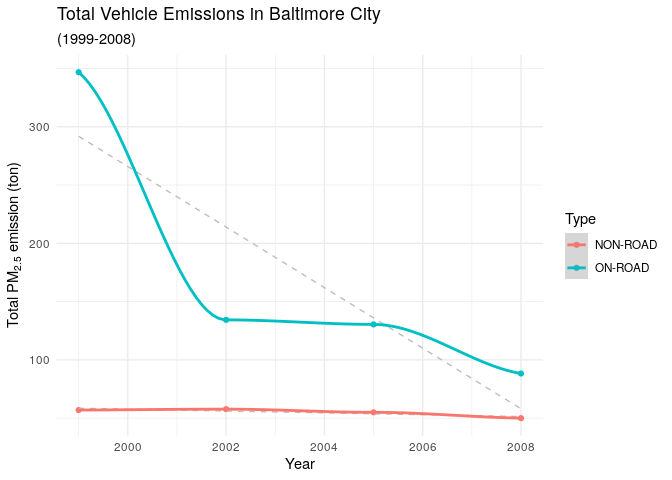 Total Vehicle Emissions in Baltimore City
(1999-2008)
Total PM2.5 emission (ton)
300
200
100
2000 2002 2004 2006 2008
Year
Type
NON-ROAD
ON-ROAD